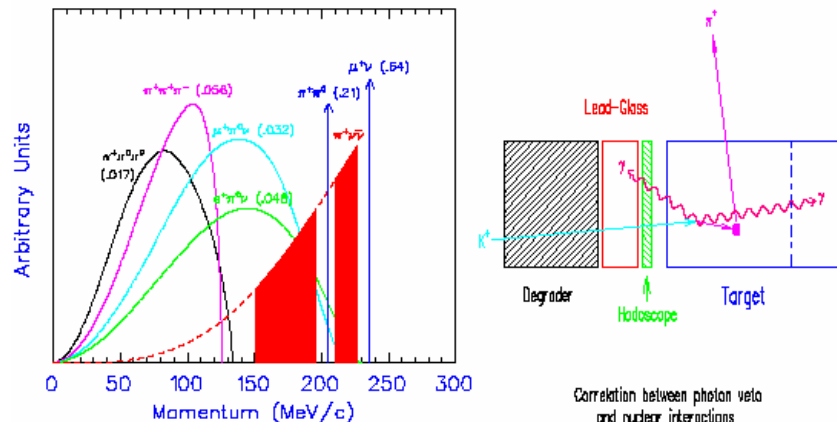 μ⁺ν (.64)
π⁺π⁰ (.21)
π⁺π⁺π⁻ (.056)
π⁺νν̄
μ⁺π⁰ν (.032)
π⁺π⁰π⁰
(.017)
e⁺π⁰ν (.048)
Arbitrary Units
0 50 100 150 200 250 300
Momentum (MeV/c)
π⁺
Lead-Glass
γ
γ
K⁺
Degrader
Target
Hodoscope
Correlation between photon veto
and nuclear interactions